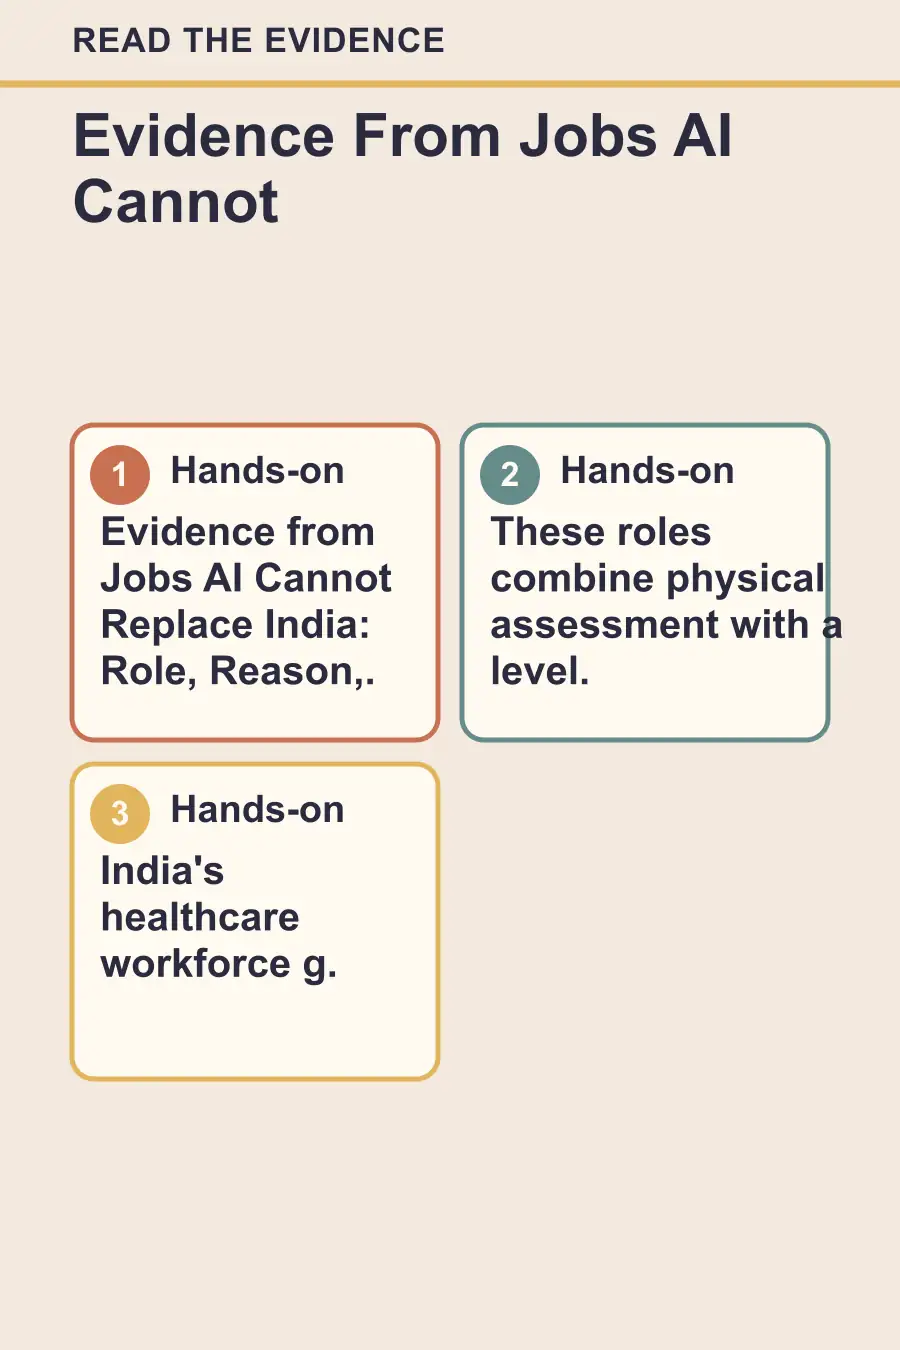 READ THE EVIDENCE
Evidence From Jobs AI
Cannot
1 Hands-on
Evidence from
Jobs AI Cannot
Replace India:
Role, Reason,.
2 Hands-on
These roles
combine physical
assessment with a
level.
3 Hands-on
India's
healthcare
workforce g.